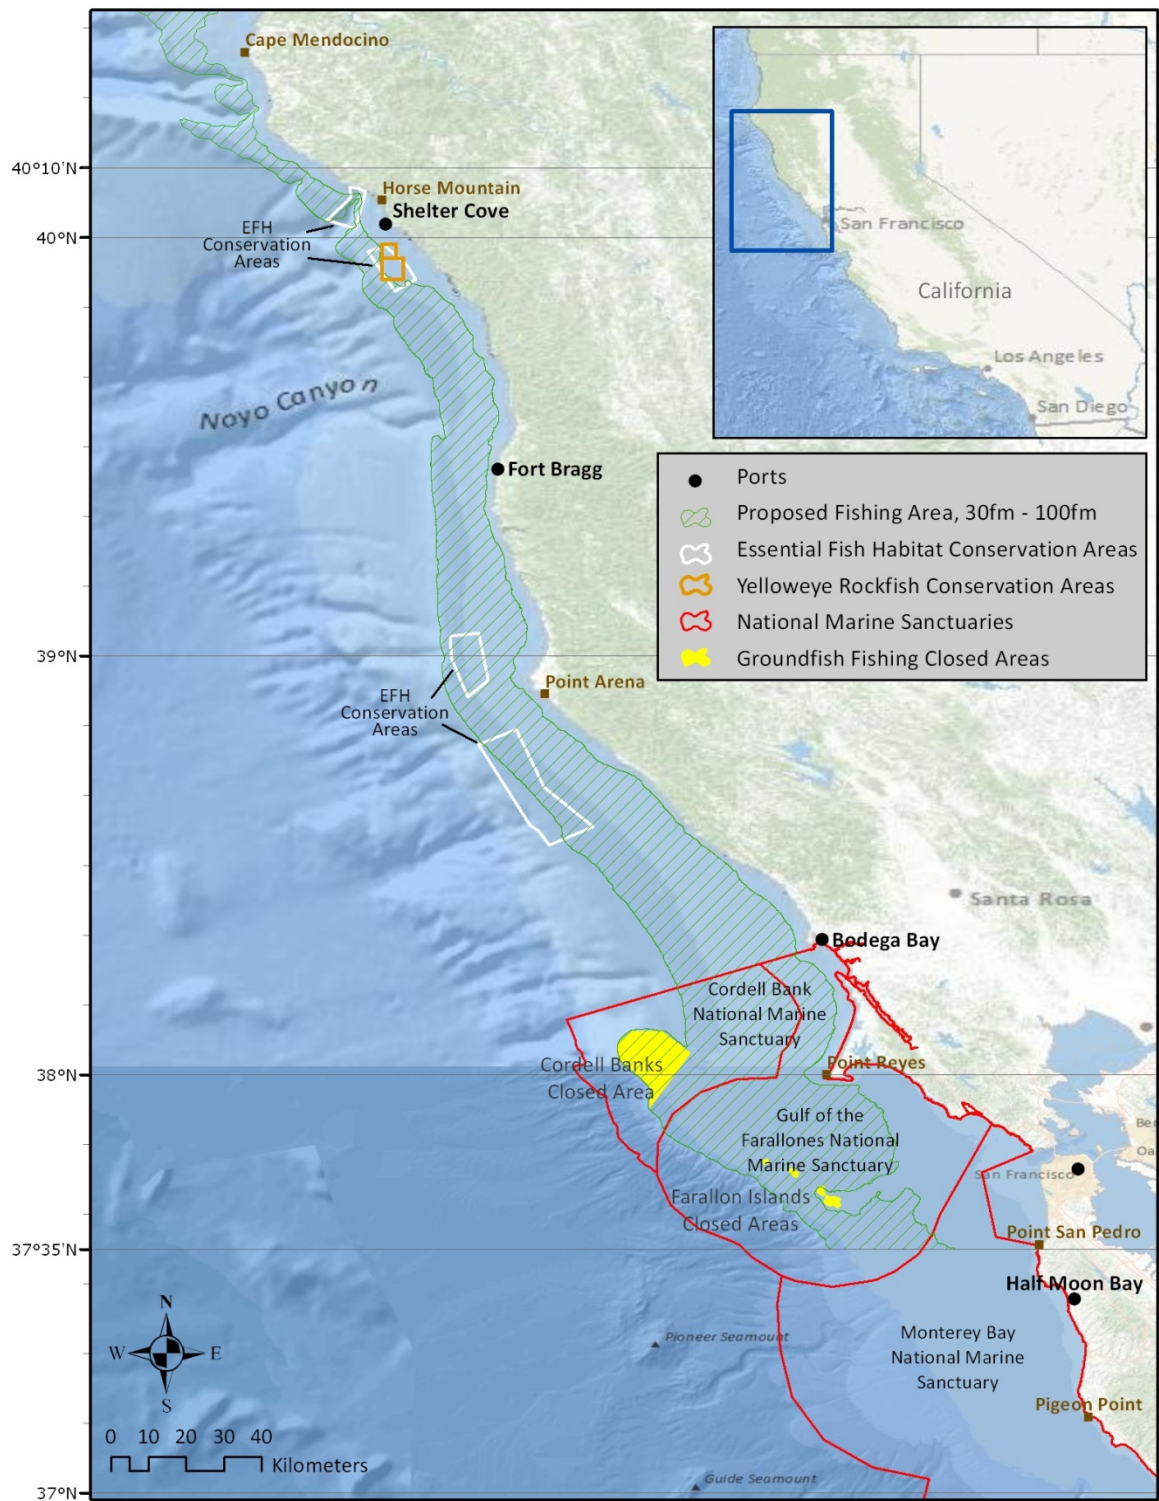 Cape Mendocino
40°10'N
Horse Mountain
Shelter Cove
EFH
Conservation
Areas
40°N
Noyo Canyon
Fort Bragg
San Francisco
California
Los Angeles
San Diego
Ports
Proposed Fishing Area, 30fm - 100fm
Essential Fish Habitat Conservation Areas
Yelloweye Rockfish Conservation Areas
National Marine Sanctuaries
Groundfish Fishing Closed Areas
39°N
Point Arena
EFH
Conservation
Areas
Santa Rosa
Bodega Bay
Cordell Bank
National Marine
Sanctuary
Cordell Banks
Closed Area
Point Reyes
38°N
Gulf of the
Farallones National
Marine Sanctuary
Farallon Islands
Closed Areas
San Francisco
Be
Oa
Point San Pedro
37°35'N
Half Moon Bay
Monterey Bay
National Marine
Sanctuary
Pioneer Seamount
Pigeon Point
N
W
E
S
0 10 20 30 40
Kilometers
Guide Seamount
37°N